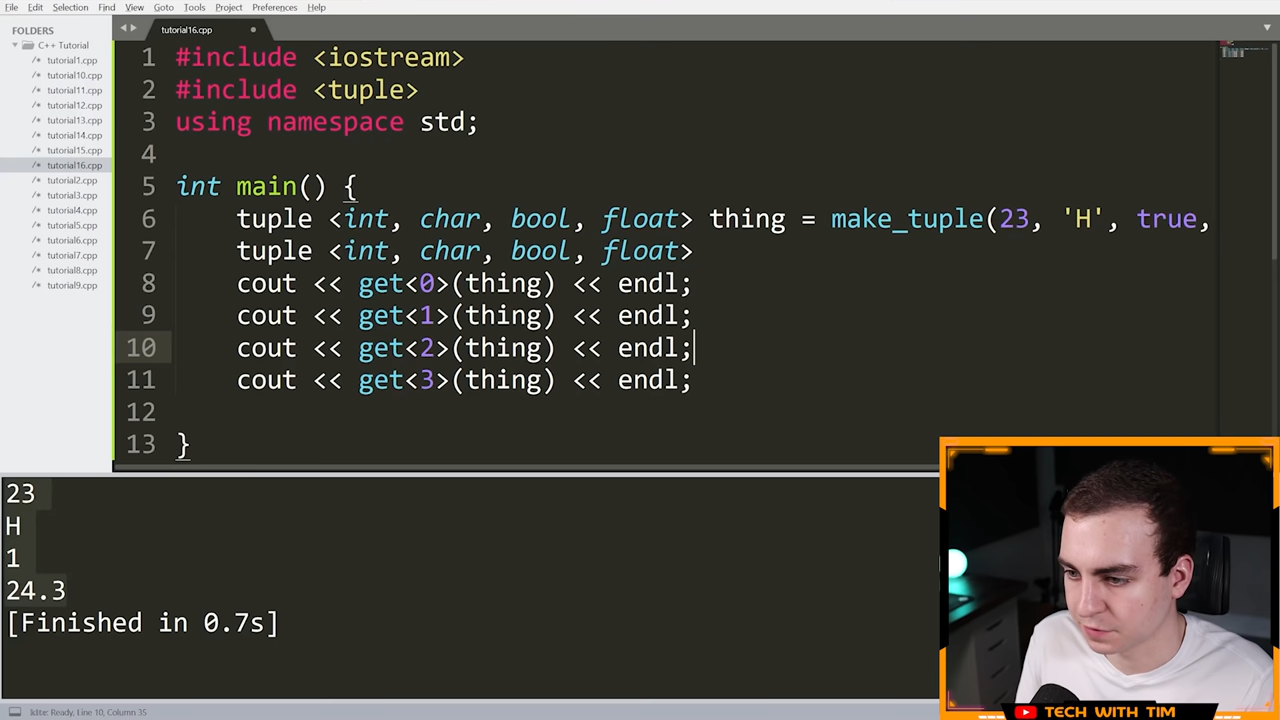 File Edit Selection Find View Goto Tools Project Preferences Help
FOLDERS
C++ Tutorial
/* tutorial1.cpp
/* tutorial10.cpp
/* tutorial11.cpp
/* tutorial12.cpp
/* tutorial13.cpp
/* tutorial14.cpp
/* tutorial15.cpp
/* tutorial16.cpp
/* tutorial2.cpp
/* tutorial3.cpp
/* tutorial4.cpp
/* tutorial5.cpp
/* tutorial6.cpp
/* tutorial7.cpp
/* tutorial8.cpp
/* tutorial9.cpp
tutorial16.cpp
1 #include <iostream>
2 #include <tuple>
3 using namespace std;
4
5 int main() {
6 tuple <int, char, bool, float> thing = make_tuple(23, 'H', true,
7 tuple <int, char, bool, float>
8 cout << get<0>(thing) << endl;
9 cout << get<1>(thing) << endl;
10 cout << get<2>(thing) << endl;
11 cout << get<3>(thing) << endl;
12
13 }
23
H
1
24.3
[Finished in 0.7s]
Ready, Line 10, Column 35
TECH WITH TIM